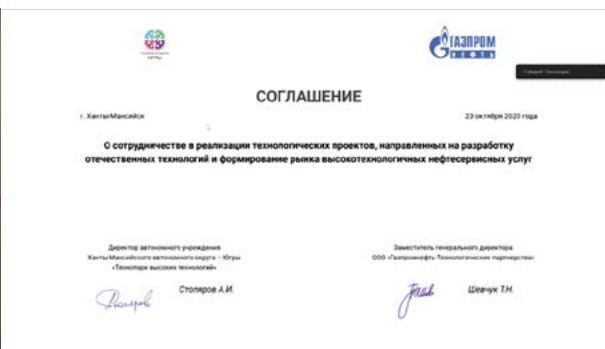 ГАЗПРОМ
НЕФТЬ
СОГЛАШЕНИЕ
г. Ханты-Мансийск
23 октября 2020 года
О сотрудничестве в реализации технологических проектов, направленных на разработку
отечественных технологий и формирование рынка высокотехнологичных нефтесервисных услуг
Директор автономного учреждения
Ханты-Мансийского автономного округа – Югры
«Технопарк высоких технологий»
Столяров А.И.
Заместитель генерального директора
ООО «Газпромнефть-Технологические партнерства»
Шевчук Т.Н.